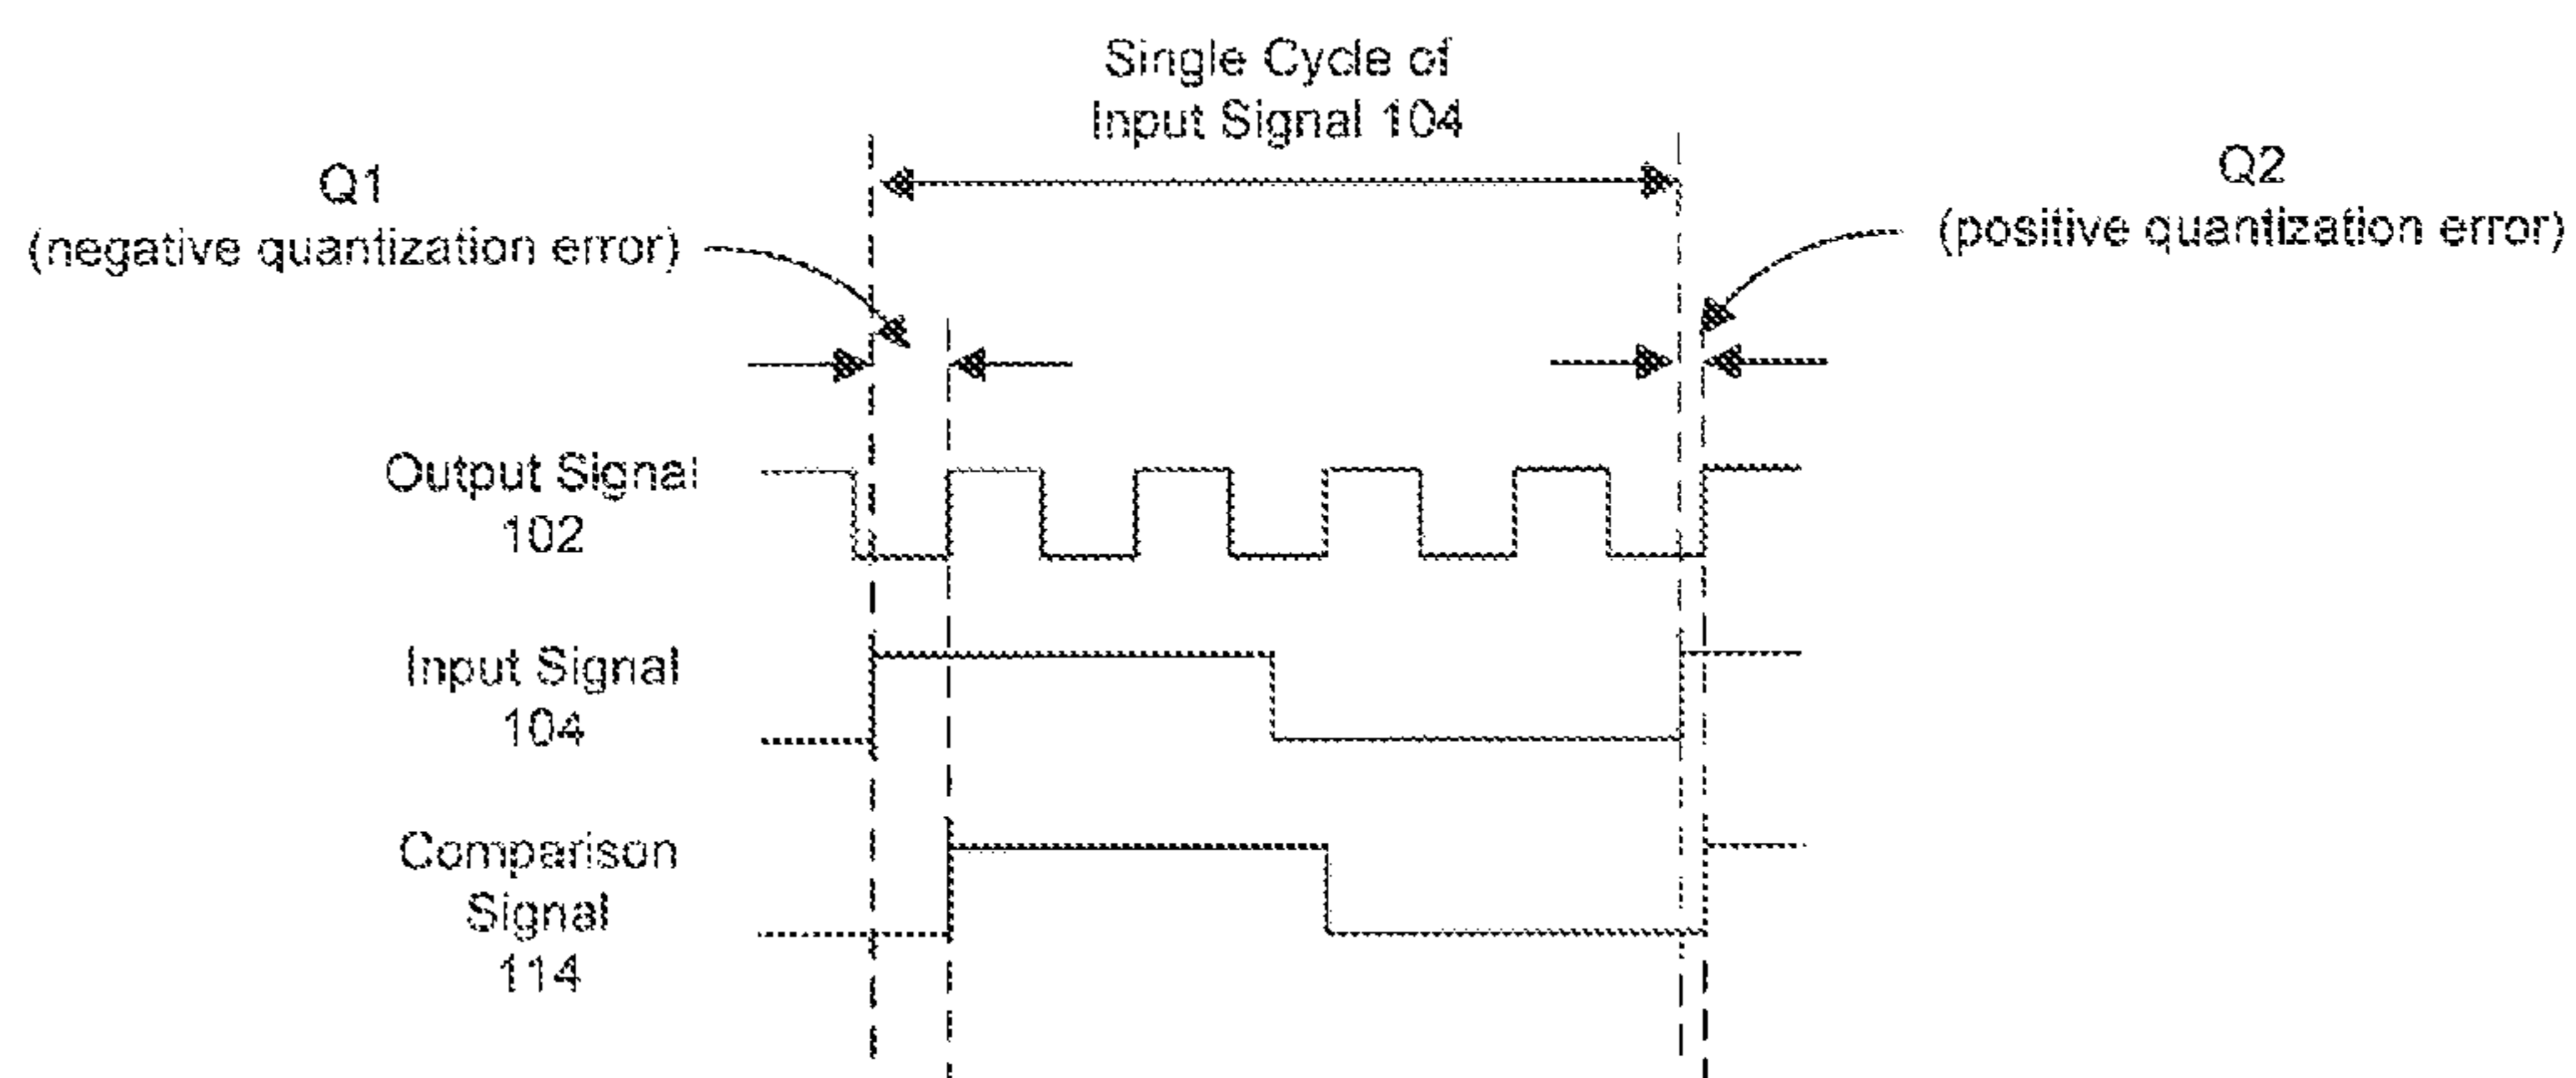 Single Cycle of
Input Signal 104
Q1
(negative quantization error)
Q2
(positive quantization error)
Output Signal
102
Input Signal
104
Comparison
Signal
114